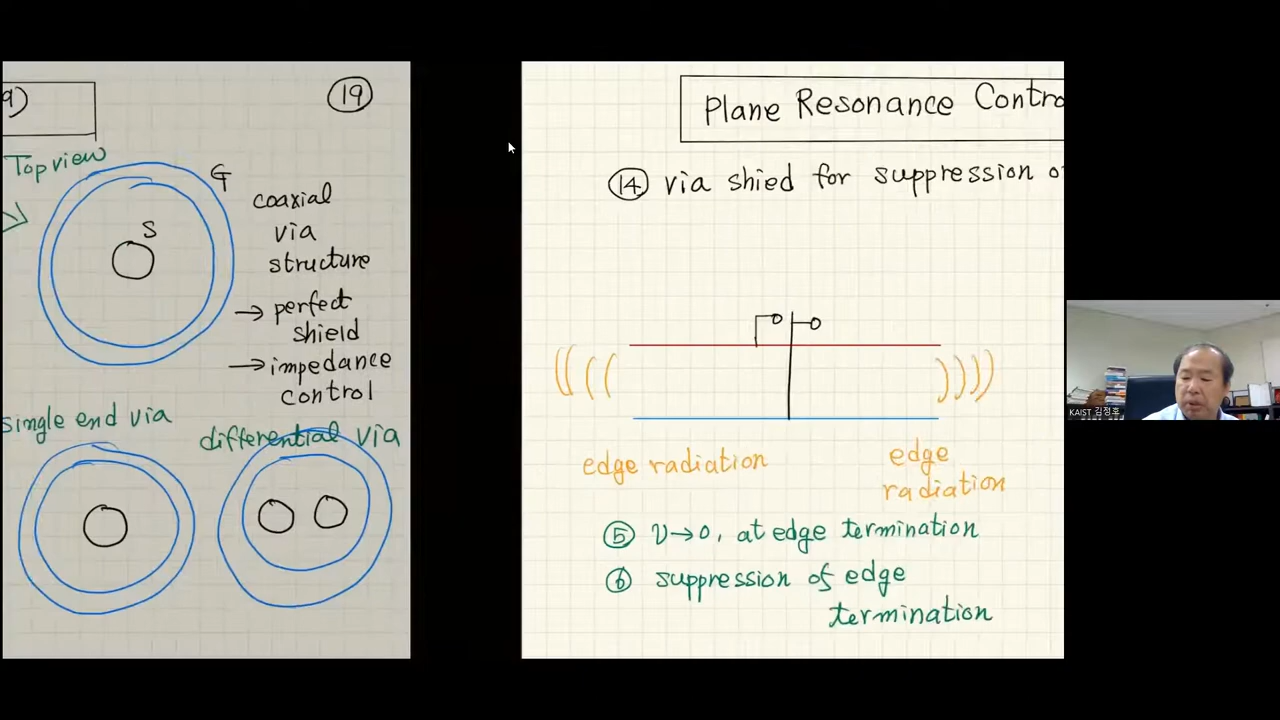 9)
19
Top view
G
S
coaxial
via
structure
→ perfect
shield
→ impedance
control
single end via
differential via
Plane Resonance Contro
14 via shied for suppression o
edge radiation
edge
radiation
5 V→0, at edge termination
6 suppression of edge
termination
KAIST 김정호